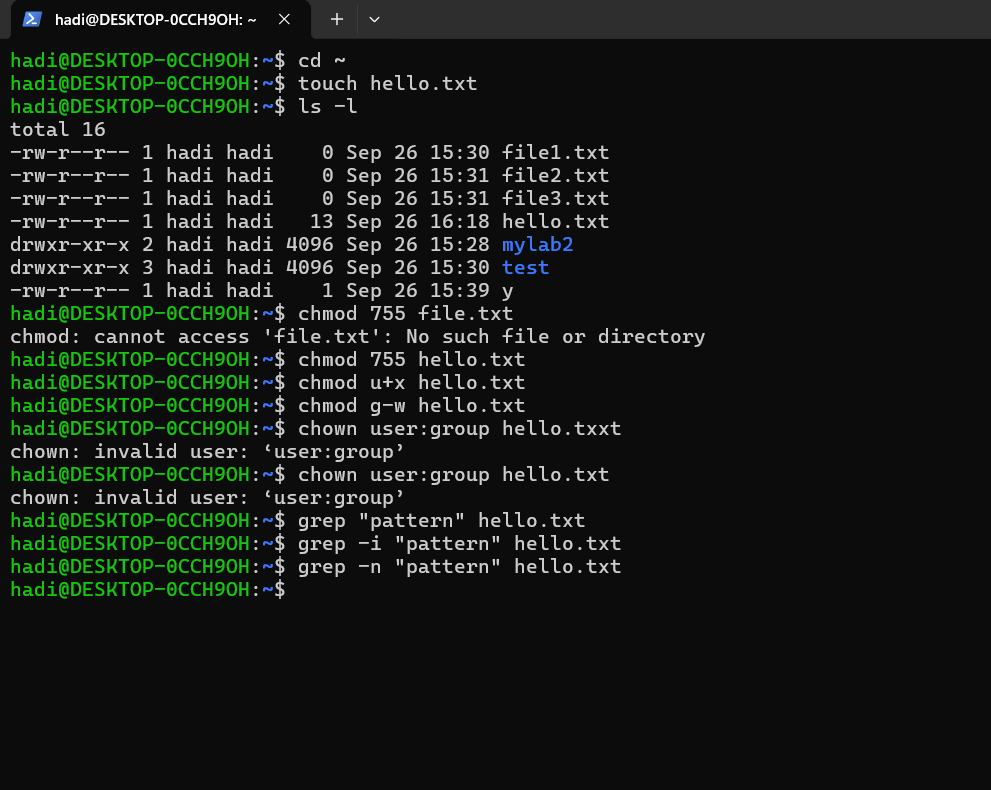 hadi@DESKTOP-0CCH9OH: ~
hadi@DESKTOP-0CCH9OH:~$ cd ~
hadi@DESKTOP-0CCH9OH:~$ touch hello.txt
hadi@DESKTOP-0CCH9OH:~$ ls -l
total 16
-rw-r--r-- 1 hadi hadi    0 Sep 26 15:30 file1.txt
-rw-r--r-- 1 hadi hadi    0 Sep 26 15:31 file2.txt
-rw-r--r-- 1 hadi hadi    0 Sep 26 15:31 file3.txt
-rw-r--r-- 1 hadi hadi   13 Sep 26 16:18 hello.txt
drwxr-xr-x 2 hadi hadi 4096 Sep 26 15:28 mylab2
drwxr-xr-x 3 hadi hadi 4096 Sep 26 15:30 test
-rw-r--r-- 1 hadi hadi    1 Sep 26 15:39 y
hadi@DESKTOP-0CCH9OH:~$ chmod 755 file.txt
chmod: cannot access 'file.txt': No such file or directory
hadi@DESKTOP-0CCH9OH:~$ chmod 755 hello.txt
hadi@DESKTOP-0CCH9OH:~$ chmod u+x hello.txt
hadi@DESKTOP-0CCH9OH:~$ chmod g-w hello.txt
hadi@DESKTOP-0CCH9OH:~$ chown user:group hello.txxt
chown: invalid user: ‘user:group’
hadi@DESKTOP-0CCH9OH:~$ chown user:group hello.txt
chown: invalid user: ‘user:group’
hadi@DESKTOP-0CCH9OH:~$ grep "pattern" hello.txt
hadi@DESKTOP-0CCH9OH:~$ grep -i "pattern" hello.txt
hadi@DESKTOP-0CCH9OH:~$ grep -n "pattern" hello.txt
hadi@DESKTOP-0CCH9OH:~$